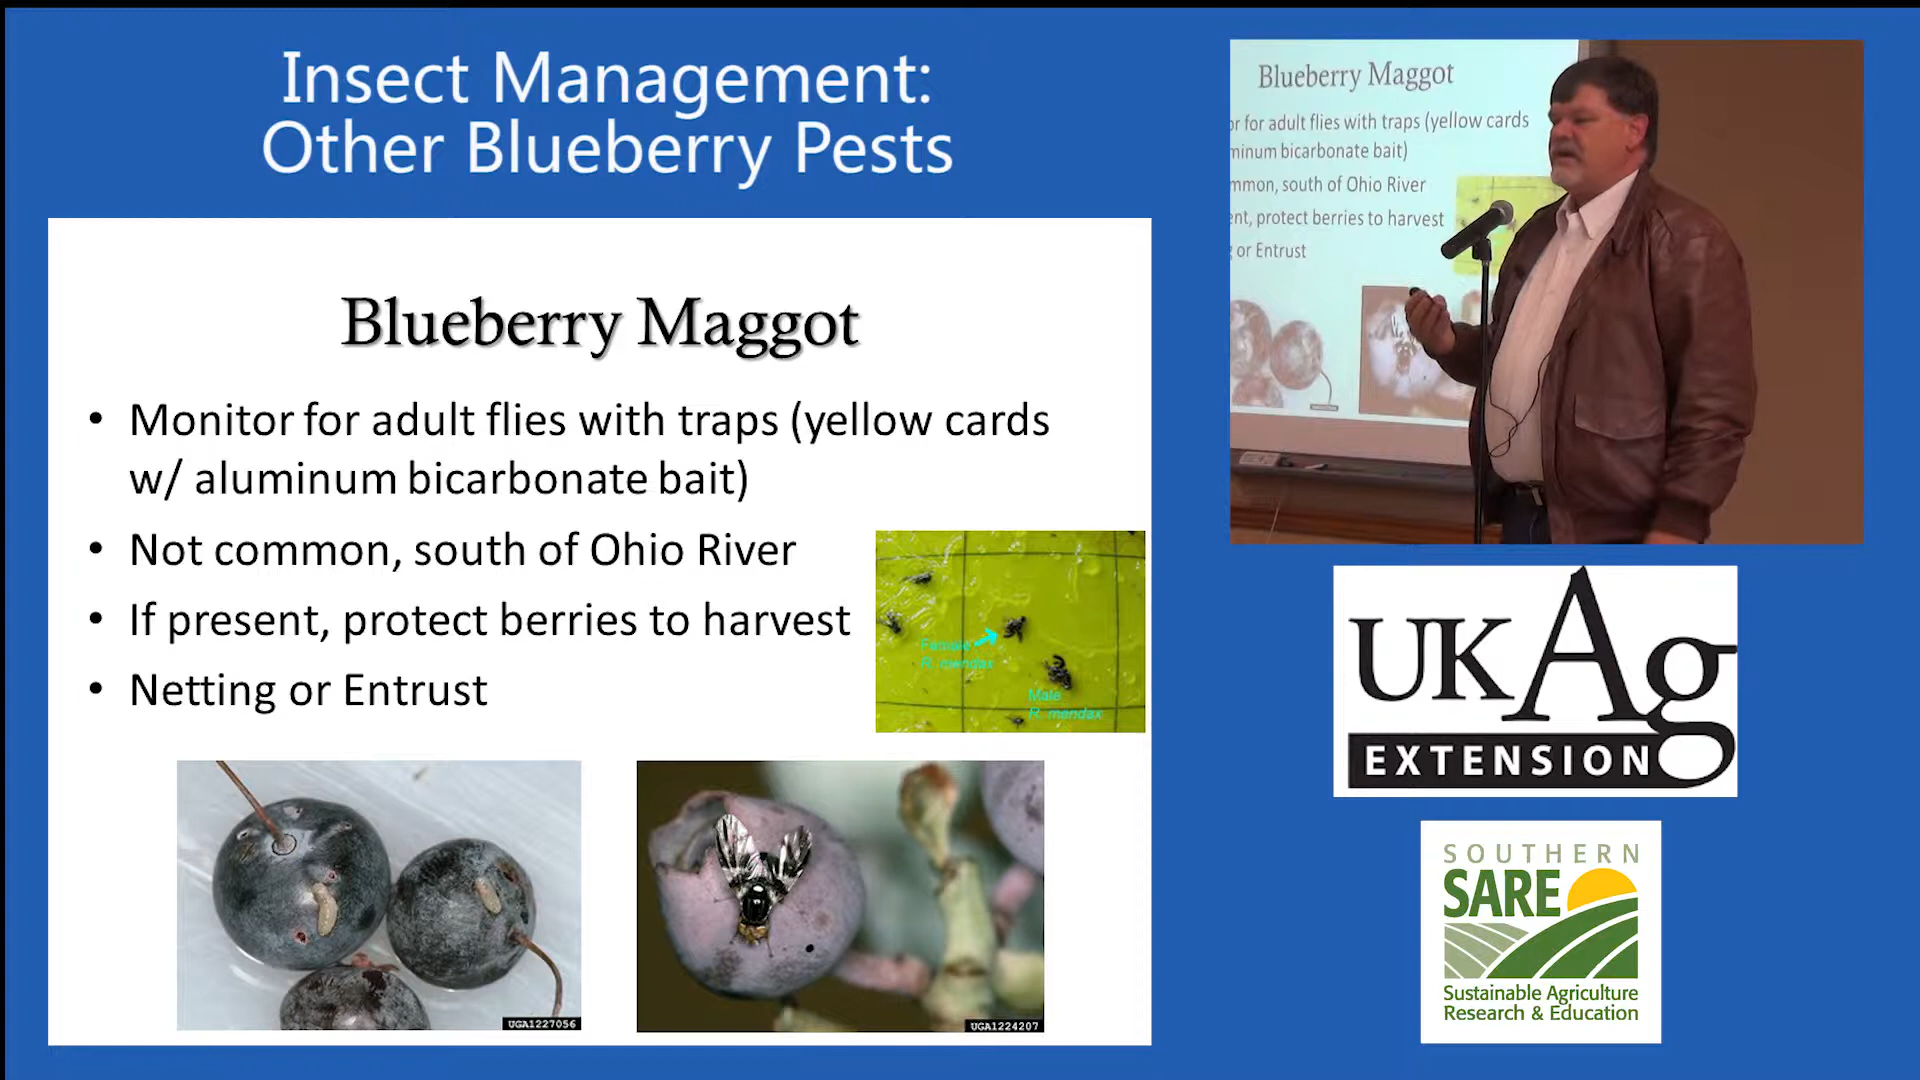 Insect Management:
Other Blueberry Pests
Blueberry Maggot
• Monitor for adult flies with traps (yellow cards
w/ aluminum bicarbonate bait)
• Not common, south of Ohio River
• If present, protect berries to harvest
• Netting or Entrust
Female
R. mendax
Male
R. mendax
UGA1227056
UGA1224207
Blueberry Maggot
or for adult flies with traps (yellow cards
minum bicarbonate bait)
mmon, south of Ohio River
ent, protect berries to harvest
or Entrust
UKAg
EXTENSION
SOUTHERN
SARE
Sustainable Agriculture
Research & Education